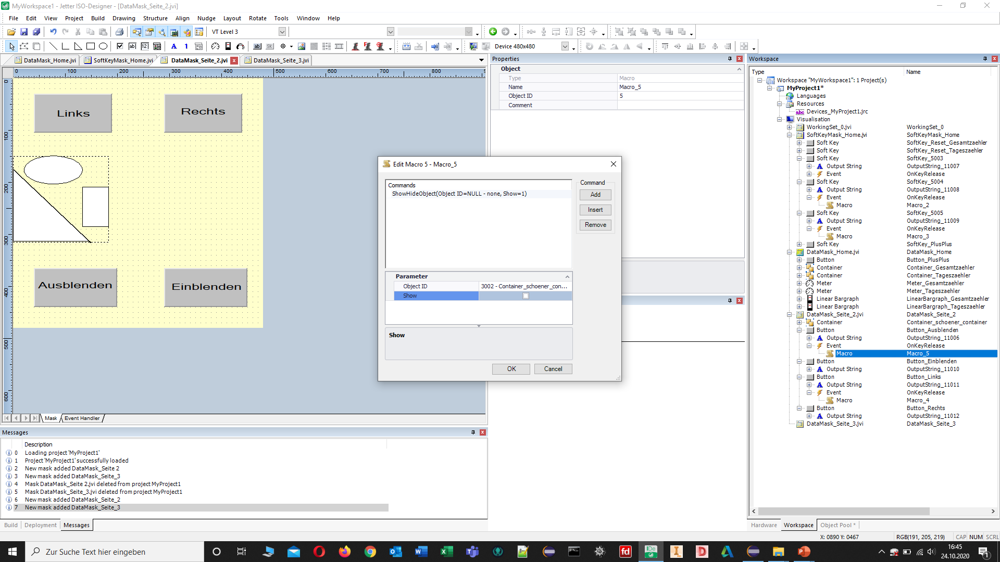 MyWorkspace1 - Jetter ISO-Designer - [DataMask_Seite_2.jvi]
File Edit View Project Build Drawing Structure Align Nudge Layout Rotate Tools Window Help
VT Level 3
Device 480x480
DataMask_Home.jvi SoftKeyMask_Home.jvi DataMask_Seite_2.jvi DataMask_Seite_3.jvi
0 100 200 300 400 500 600 700 800
0
100
200
300
400
500
600
Links Rechts
Ausblenden Einblenden
Mask Event Handler
Properties
Object
Type Macro
Name Macro_5
Object ID 5
Comment
Edit Macro 5 - Macro_5
Commands
ShowHideObject(Object ID=NULL - none, Show=1)
Command
Add
Insert
Remove
Parameter
Object ID 3002 - Container_schoener_con...
Show
Show
OK Cancel
Workspace
Type Name
Workspace "MyWorkspace1": 1 Project(s)
MyProject1*
Languages
Resources
abc Devices_MyProject1.jrc
Visualisation
WorkingSet_0.jvi WorkingSet_0
SoftKeyMask_Home.jvi SoftKeyMask_Home
Soft Key SoftKey_Reset_Gesamtzaehler
Soft Key SoftKey_Reset_Tageszaehler
Soft Key SoftKey_5003
Output String OutputString_11007
Event OnKeyRelease
Soft Key SoftKey_5004
Output String OutputString_11008
Event OnKeyRelease
Macro Macro_2
Soft Key SoftKey_5005
Output String OutputString_11009
Event OnKeyRelease
Macro Macro_3
Soft Key SoftKey_PlusPlus
DataMask_Home.jvi DataMask_Home
Button Button_PlusPlus
Container Container_Gesamtzaehler
Container Container_Tageszaehler
Meter Meter_Gesamtzaehler
Meter Meter_Tageszaehler
Linear Bargraph LinearBargraph_Gesamtzaehler
Linear Bargraph LinearBargraph_Tageszaehler
DataMask_Seite_2.jvi DataMask_Seite_2
Container Container_schoener_container
Button Button_Ausblenden
Output String OutputString_11006
Event OnKeyRelease
Macro Macro_5
Button Button_Einblenden
Output String OutputString_11010
Button Button_Links
Output String OutputString_11011
Event OnKeyRelease
Macro Macro_4
Button Button_Rechts
Output String OutputString_11012
DataMask_Seite_3.jvi DataMask_Seite_3
Hardware Workspace Object Pool *
Messages
Description
0 Loading project 'MyProject1'
1 Project 'MyProject1' successfully loaded
2 New mask added DataMask_Seite 2
3 New mask added DataMask_Seite_3
4 Mask DataMask_Seite 2.jvi deleted from project MyProject1
5 Mask DataMask_Seite_3.jvi deleted from project MyProject1
6 New mask added DataMask_Seite_2
7 New mask added DataMask_Seite_3
Build Deployment Messages
X: 0890 Y: 0467 RGB(191, 205, 219) CAP NUM SCRL
Zur Suche Text hier eingeben
16:45
24.10.2020